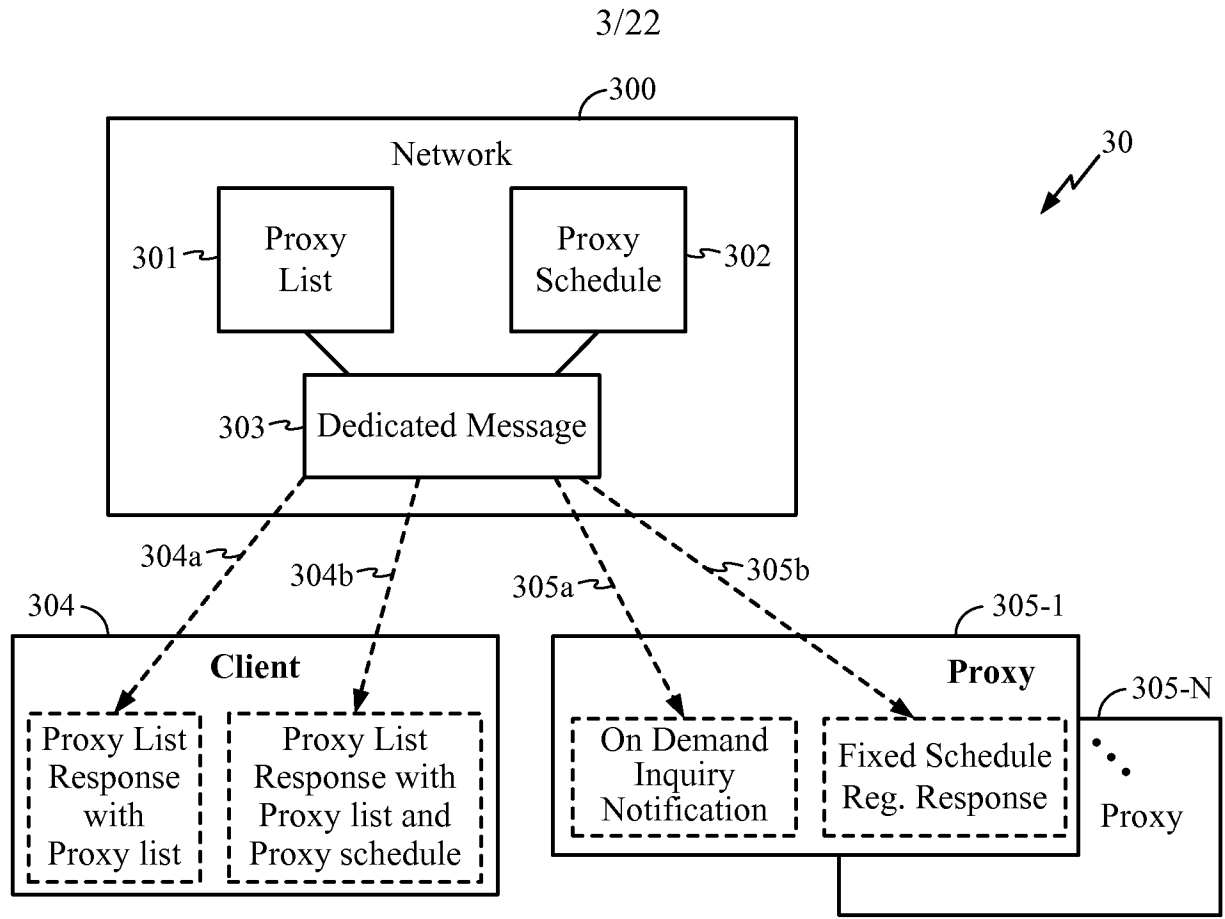 3/22
300
Network
30
301
Proxy
List
Proxy
Schedule
302
303
Dedicated Message
304a
304b
305a
305b
304
305-1
Client
Proxy
305-N
Proxy List
Response
with
Proxy list
Proxy List
Response with
Proxy list and
Proxy schedule
On Demand
Inquiry
Notification
Fixed Schedule
Reg. Response
Proxy